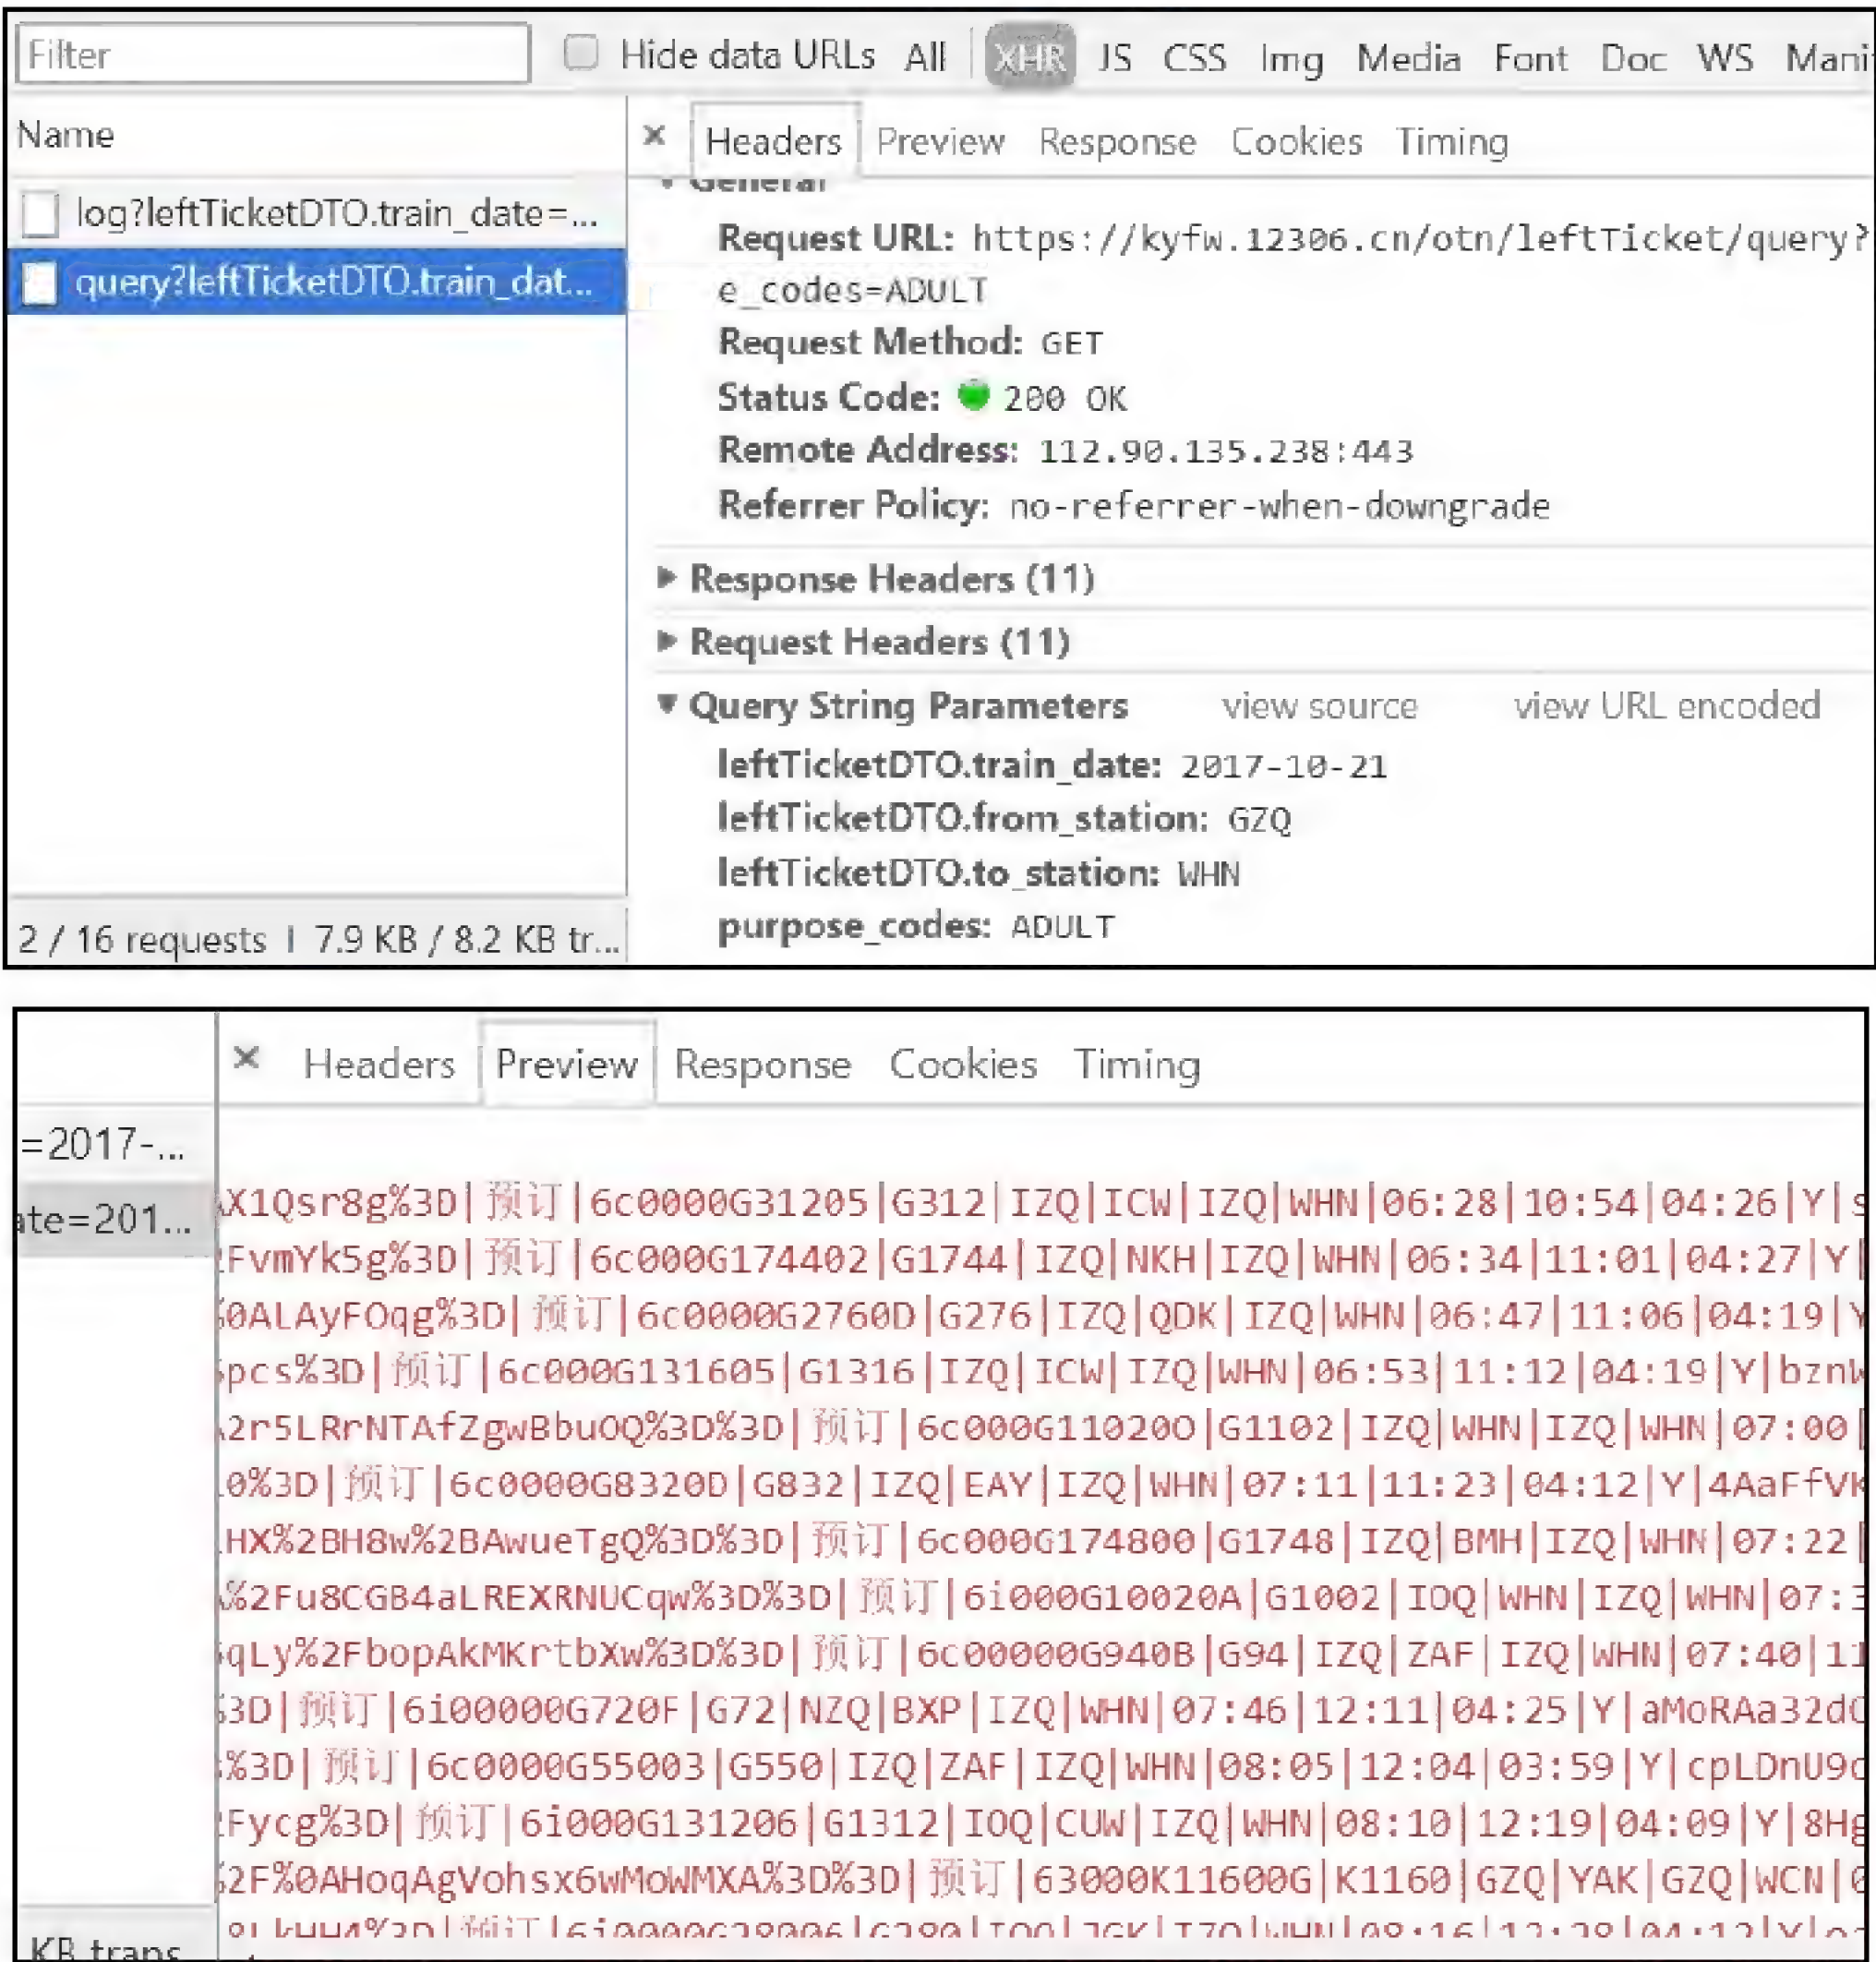 Filter Hide data URLs All XHR JS CSS Img Media Font Doc WS Mani
Name
× Headers Preview Response Cookies Timing
General
log?leftTicketDTO.train_date=...
query?leftTicketDTO.train_dat...
Request URL: https://kyfw.12306.cn/otn/leftTicket/query?
e_codes=ADULT
Request Method: GET
Status Code: 200 OK
Remote Address: 112.90.135.238:443
Referrer Policy: no-referrer-when-downgrade
Response Headers (11)
Request Headers (11)
Query String Parameters view source view URL encoded
leftTicketDTO.train_date: 2017-10-21
leftTicketDTO.from_station: GZQ
leftTicketDTO.to_station: WHN
purpose_codes: ADULT
2 / 16 requests | 7.9 KB / 8.2 KB tr...
× Headers Preview Response Cookies Timing
=2017-...
ate=201...
X1Qsr8g%3D|预订|6c0000G31205|G312|IZQ|ICW|IZQ|WHN|06:28|10:54|04:26|Y|s
FvmYk5g%3D|预订|6c000G174402|G1744|IZQ|NKH|IZQ|WHN|06:34|11:01|04:27|Y|
0ALAyFOqg%3D|预订|6c0000G2760D|G276|IZQ|QDK|IZQ|WHN|06:47|11:06|04:19|Y
pcs%3D|预订|6c000G131605|G1316|IZQ|ICW|IZQ|WHN|06:53|11:12|04:19|Y|bznW
2r5LRrNTAfZgwBbuOQ%3D%3D|预订|6c000G11020O|G1102|IZQ|WHN|IZQ|WHN|07:00|
0%3D|预订|6c0000G8320D|G832|IZQ|EAY|IZQ|WHN|07:11|11:23|04:12|Y|4AaFfVK
HX%2BH8w%2BAwueTgQ%3D%3D|预订|6c000G174800|G1748|IZQ|BMH|IZQ|WHN|07:22|
%2Fu8CGB4aLREXRNUCqw%3D%3D|预订|6i000G10020A|G1002|IOQ|WHN|IZQ|WHN|07:3
qLy%2FbopAkMKrtbXw%3D%3D|预订|6c00000G940B|G94|IZQ|ZAF|IZQ|WHN|07:40|11
3D|预订|6i00000G720F|G72|NZQ|BXP|IZQ|WHN|07:46|12:11|04:25|Y|aMoRAa32dC
%3D|预订|6c0000G55003|G550|IZQ|ZAF|IZQ|WHN|08:05|12:04|03:59|Y|cpLDnU9c
Fycg%3D|预订|6i000G131206|G1312|IOQ|CUW|IZQ|WHN|08:10|12:19|04:09|Y|8Hg
2F%0AHoqAgVohsx6wMoWMXA%3D%3D|预订|63000K11600G|K1160|GZQ|YAK|GZQ|WCN|0
KB trans